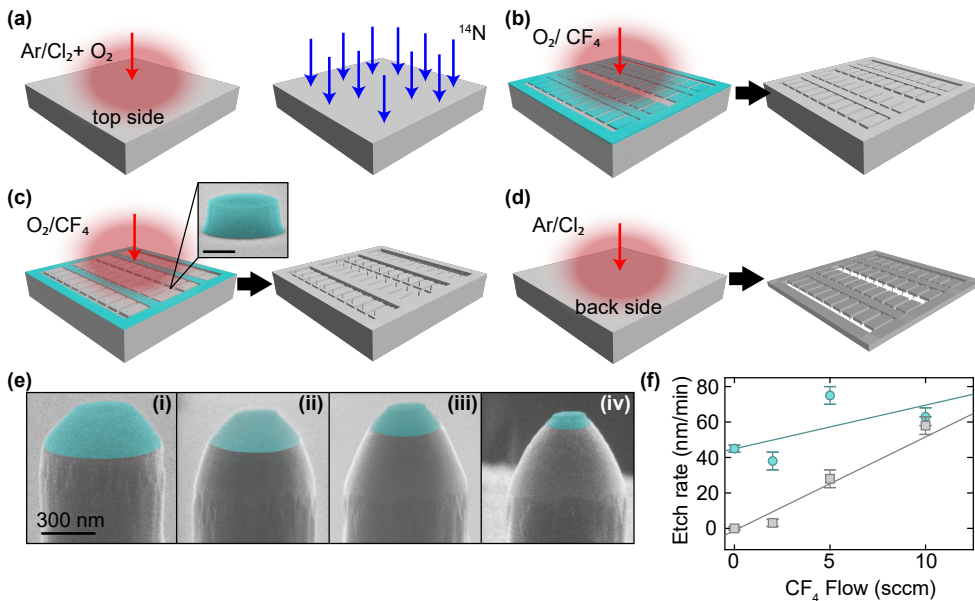 (a)
Ar/Cl₂+ O₂
top side
¹⁴N
(b)
O₂/ CF₄
(c)
O₂/CF₄
(d)
Ar/Cl₂
back side
(e)
(i)
(ii)
(iii)
(iv)
300 nm
(f)
80
60
40
20
0
Etch rate (nm/min)
0
5
10
CF₄ Flow (sccm)